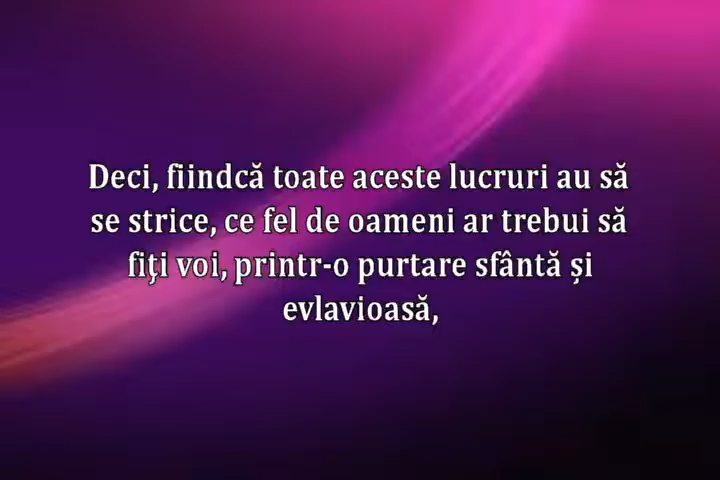 Deci, fiindcă toate aceste lucruri au să
se strice, ce fel de oameni ar trebui să
fiţi voi, printr-o purtare sfântă și
evlavioasă,